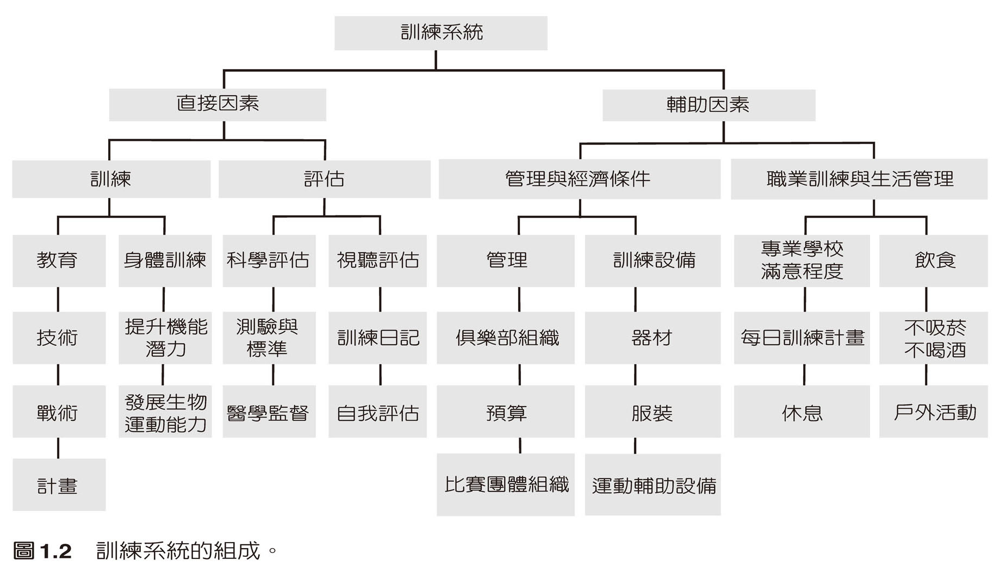 訓練系統
直接因素
輔助因素
訓練
評估
管理與經濟條件
職業訓練與生活管理
教育
身體訓練
科學評估
視聽評估
管理
訓練設備
專業學校
滿意程度
飲食
技術
提升機能
潛力
測驗與
標準
訓練日記
俱樂部組織
器材
每日訓練計畫
不吸菸
不喝酒
戰術
發展生物
運動能力
醫學監督
自我評估
預算
服裝
休息
戶外活動
計畫
比賽團體組織
運動輔助設備
圖1.2 訓練系統的組成。